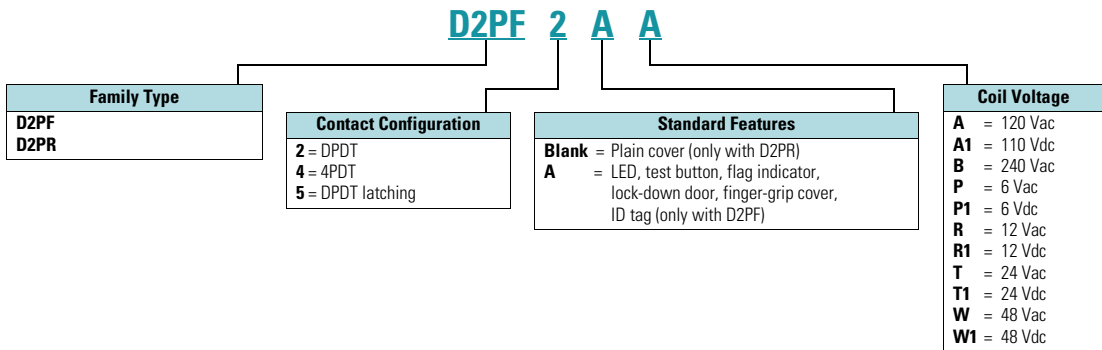 D2PF 2 A A
Family Type
D2PF
D2PR
Contact Configuration
2 = DPDT
4 = 4PDT
5 = DPDT latching
Standard Features
Blank = Plain cover (only with D2PR)
A = LED, test button, flag indicator,
lock-down door, finger-grip cover,
ID tag (only with D2PF)
Coil Voltage
A = 120 Vac
A1 = 110 Vdc
B = 240 Vac
P = 6 Vac
P1 = 6 Vdc
R = 12 Vac
R1 = 12 Vdc
T = 24 Vac
T1 = 24 Vdc
W = 48 Vac
W1 = 48 Vdc